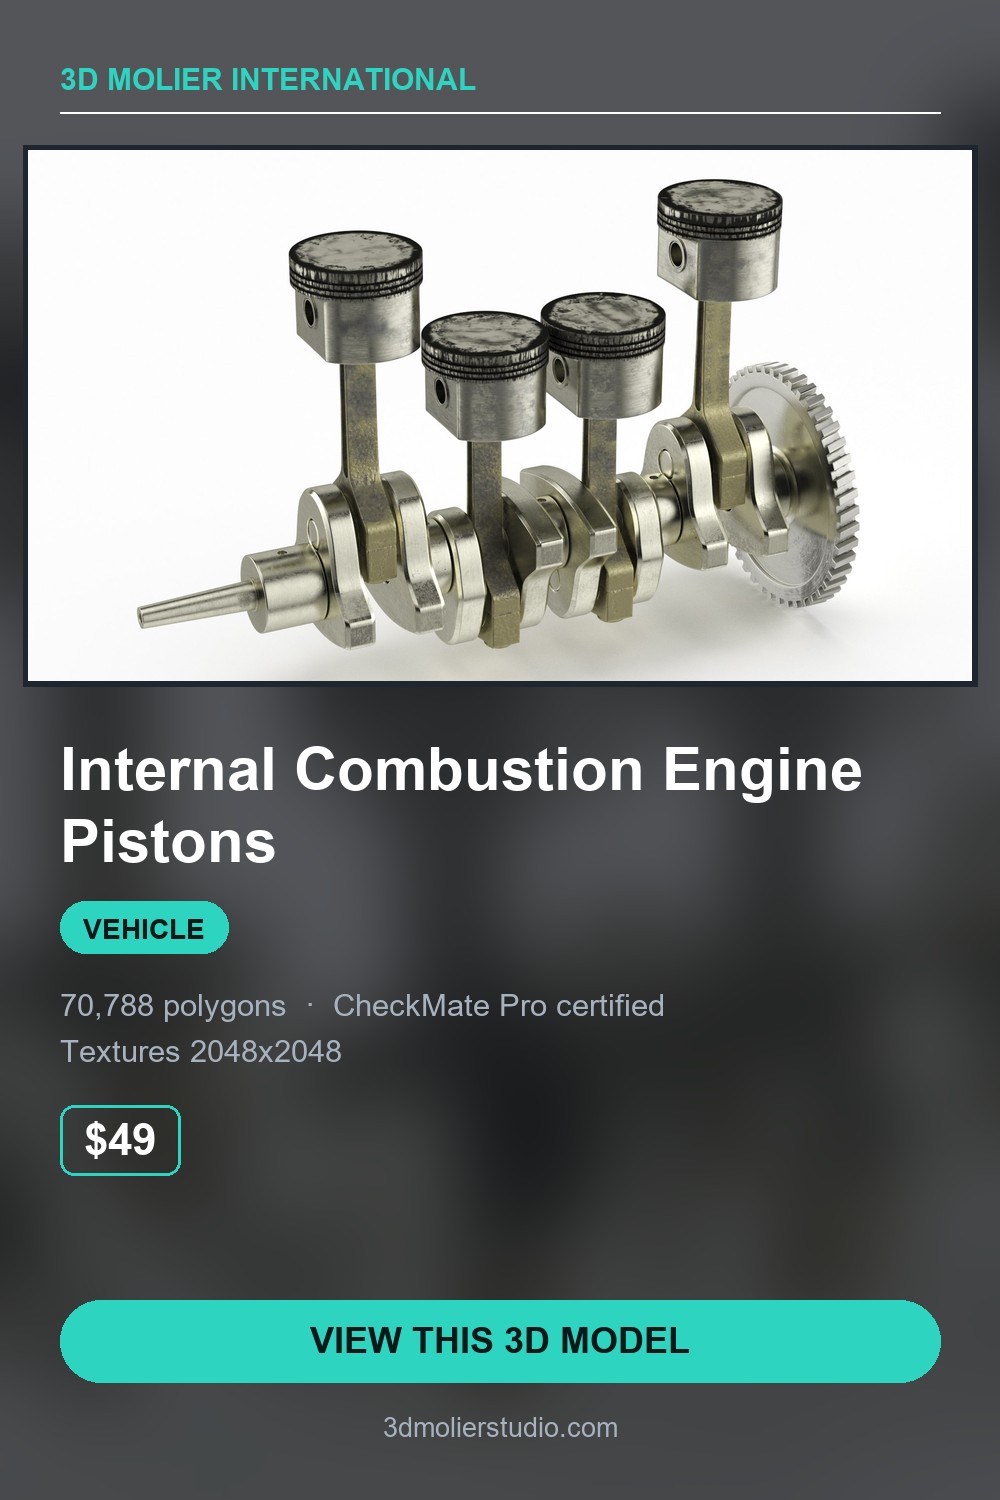 3D MOLIER INTERNATIONAL
Internal Combustion Engine
Pistons
VEHICLE
70,788 polygons · CheckMate Pro certified
Textures 2048x2048
$49
VIEW THIS 3D MODEL
3dmolierstudio.com